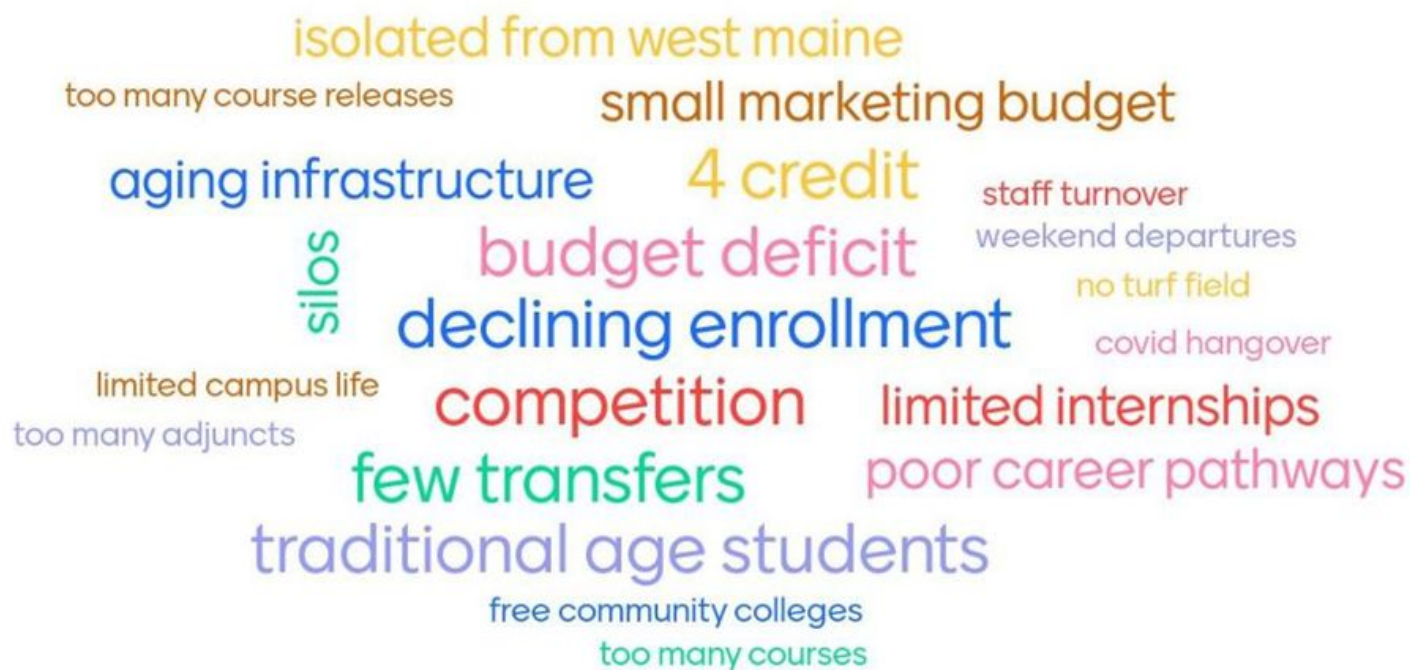 isolated from west maine
too many course releases
small marketing budget
aging infrastructure
4 credit
staff turnover
weekend departures
silos
budget deficit
no turf field
declining enrollment
covid hangover
limited campus life
competition
limited internships
too many adjuncts
few transfers
poor career pathways
traditional age students
free community colleges
too many courses